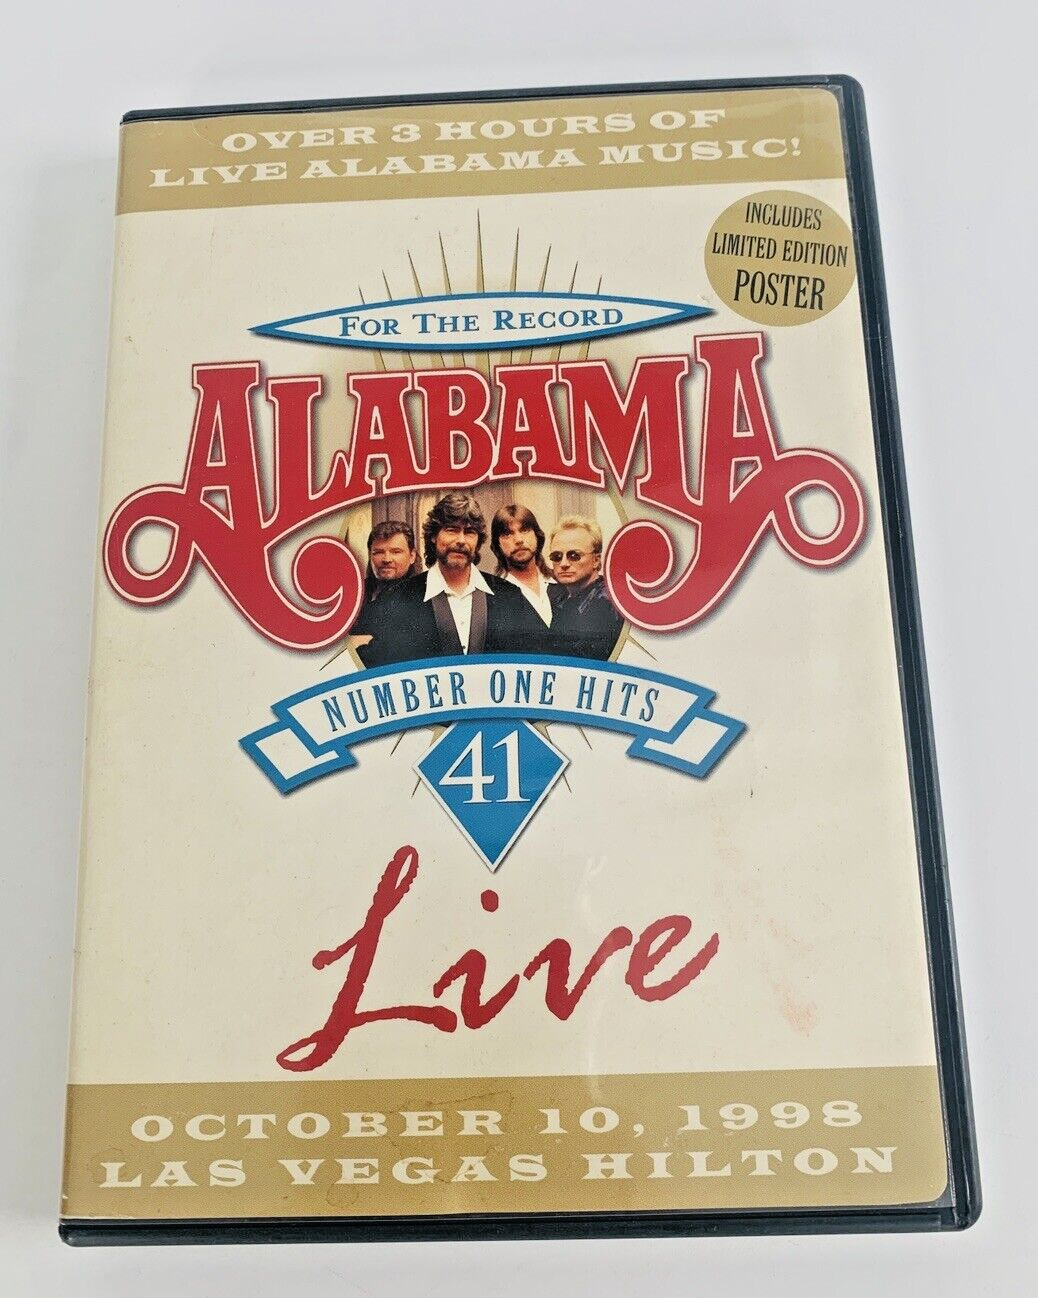 OVER 3 HOURS OF
LIVE ALABAMA MUSIC!
INCLUDES
LIMITED EDITION
POSTER
FOR THE RECORD
ALABAMA
NUMBER ONE HITS
41
Live
OCTOBER 10, 1998
LAS VEGAS HILTON